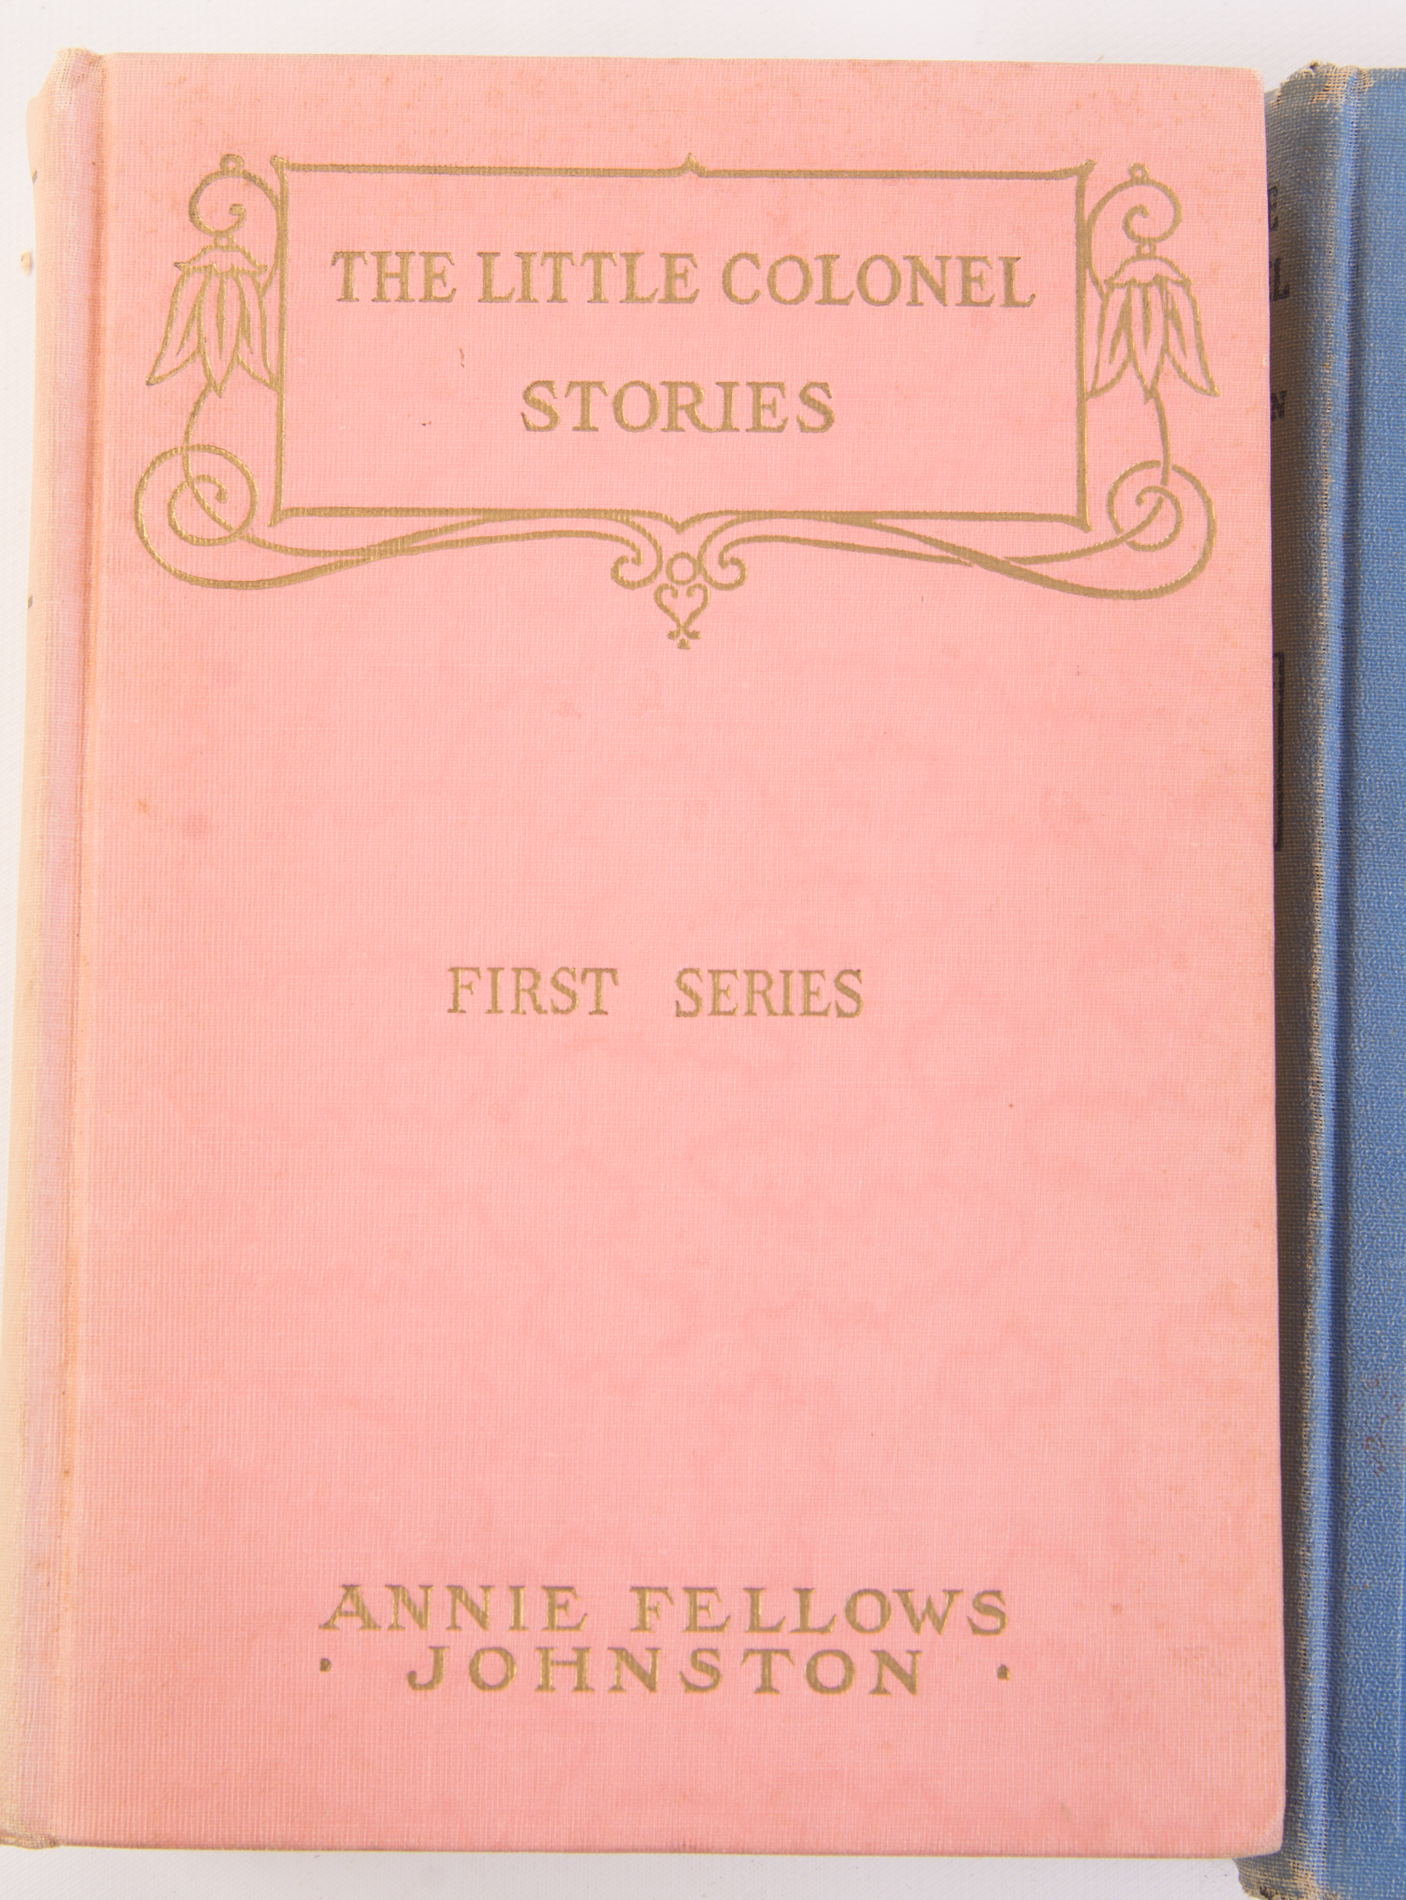 THE LITTLE COLONEL
STORIES
FIRST SERIES
ANNIE FELLOWS
· JOHNSTON ·